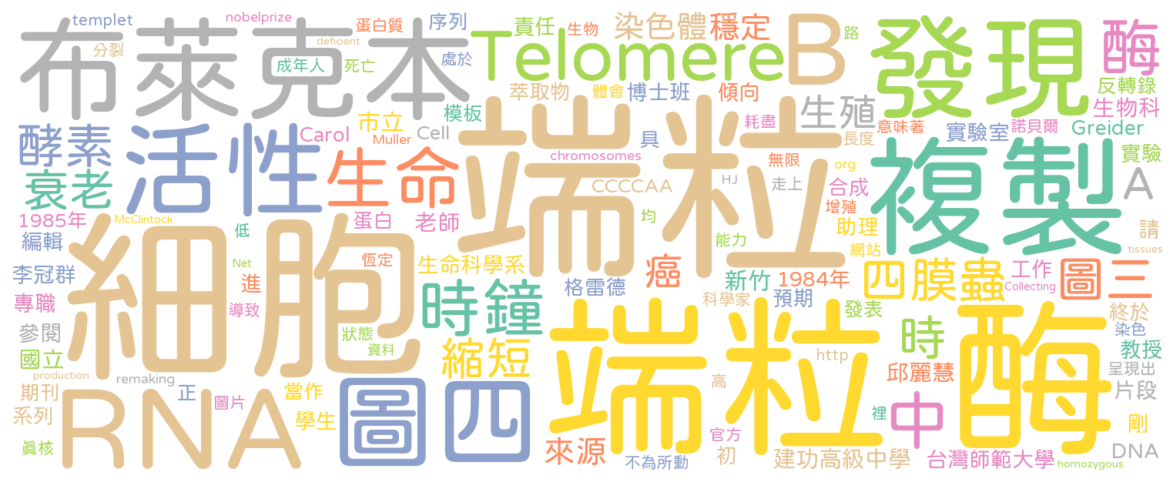 templet
nobelprize
蛋白質
序列
責任
生物
染色體
穩定
路
布萊克本
分裂
deficient
成年人
死亡
處於
Telomere
B
發現
酶
反轉錄
萃取物
體會
博士班
傾向
生殖
生物科
模板
耗盡
長度
意味著
實驗室
諾貝爾
Greider
酵素
活性
Carol
市立
Muller
Cell
端粒
具
無限
chromosomes
複製
實驗
衰老
生命
CCCCAA
HJ
走上
org
合成
A
1985年
McClintock
蛋白
老師
均
增殖
助理
請
編輯
低
細胞
能力
網站
tissues
李冠群
Net
恆定
生命科學系
癌
新竹
1984年
四膜蟲
工作
圖三
進
格雷德
科學家
預期
Collecting
專職
導致
時鐘
發表
終於
參閱
狀態
縮短
端粒酶
時
染色
國立
資料
http
教授
production
remaking
邱麗慧
呈現出
期刊
正
當作
圖四
高
片段
RNA
系列
圖片
學生
裡
中
剛
來源
官方
初
眞核
不為所動
建功高級中學
台灣師範大學
DNA
homozygous